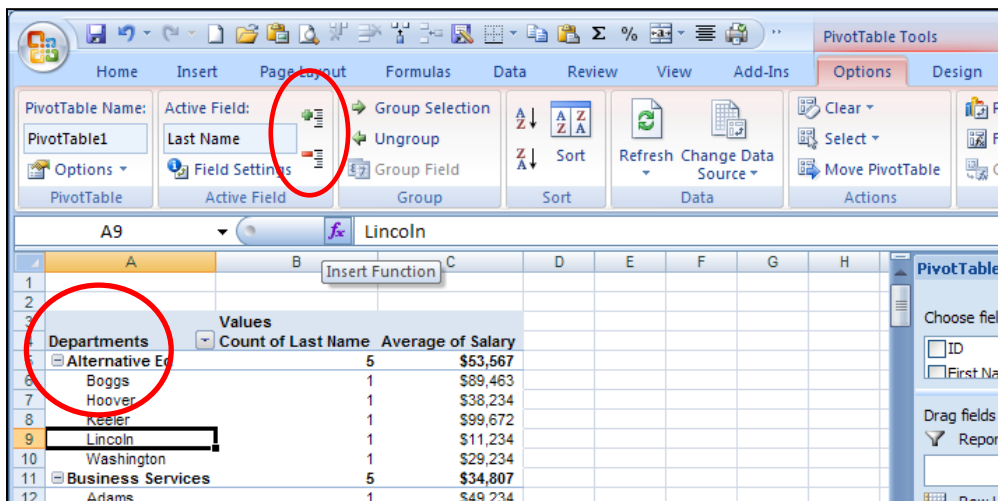 PivotTable Tools
Home Insert Page Layout Formulas Data Review View Add-Ins Options Design
PivotTable Name: Active Field: Group Selection Clear
PivotTable1 Last Name Ungroup Sort Refresh Change Data Source Select
Options Field Settings Group Field Move PivotTable
PivotTable Active Field Group Sort Data Actions
A9 fx Lincoln
Insert Function
A B C D E F G H
PivotTable
1
2
3 Values
Choose fiel
4 Departments Count of Last Name Average of Salary
ID
5 Alternative Ed 5 $53,567
First Na
6 Boggs 1 $89,463
7 Hoover 1 $38,234
8 Keeler 1 $99,672
Drag fields
9 Lincoln 1 $11,234
Repor
10 Washington 1 $29,234
11 Business Services 5 $34,807
12 Adams 1 $49,234